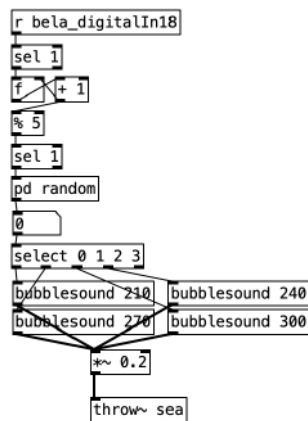 r bela_digitalIn18
sel 1
f + 1
% 5
sel 1
pd random
0
select 0 1 2 3
bubblesound 210 bubblesound 240
bubblesound 270 bubblesound 300
*~ 0.2
throw~ sea